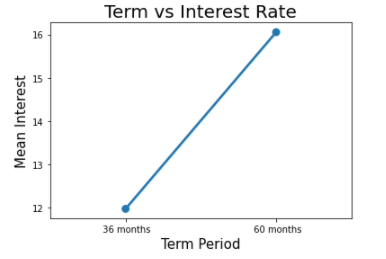 Term vs Interest Rate
16
15
14
13
12
Mean Interest
36 months
60 months
Term Period